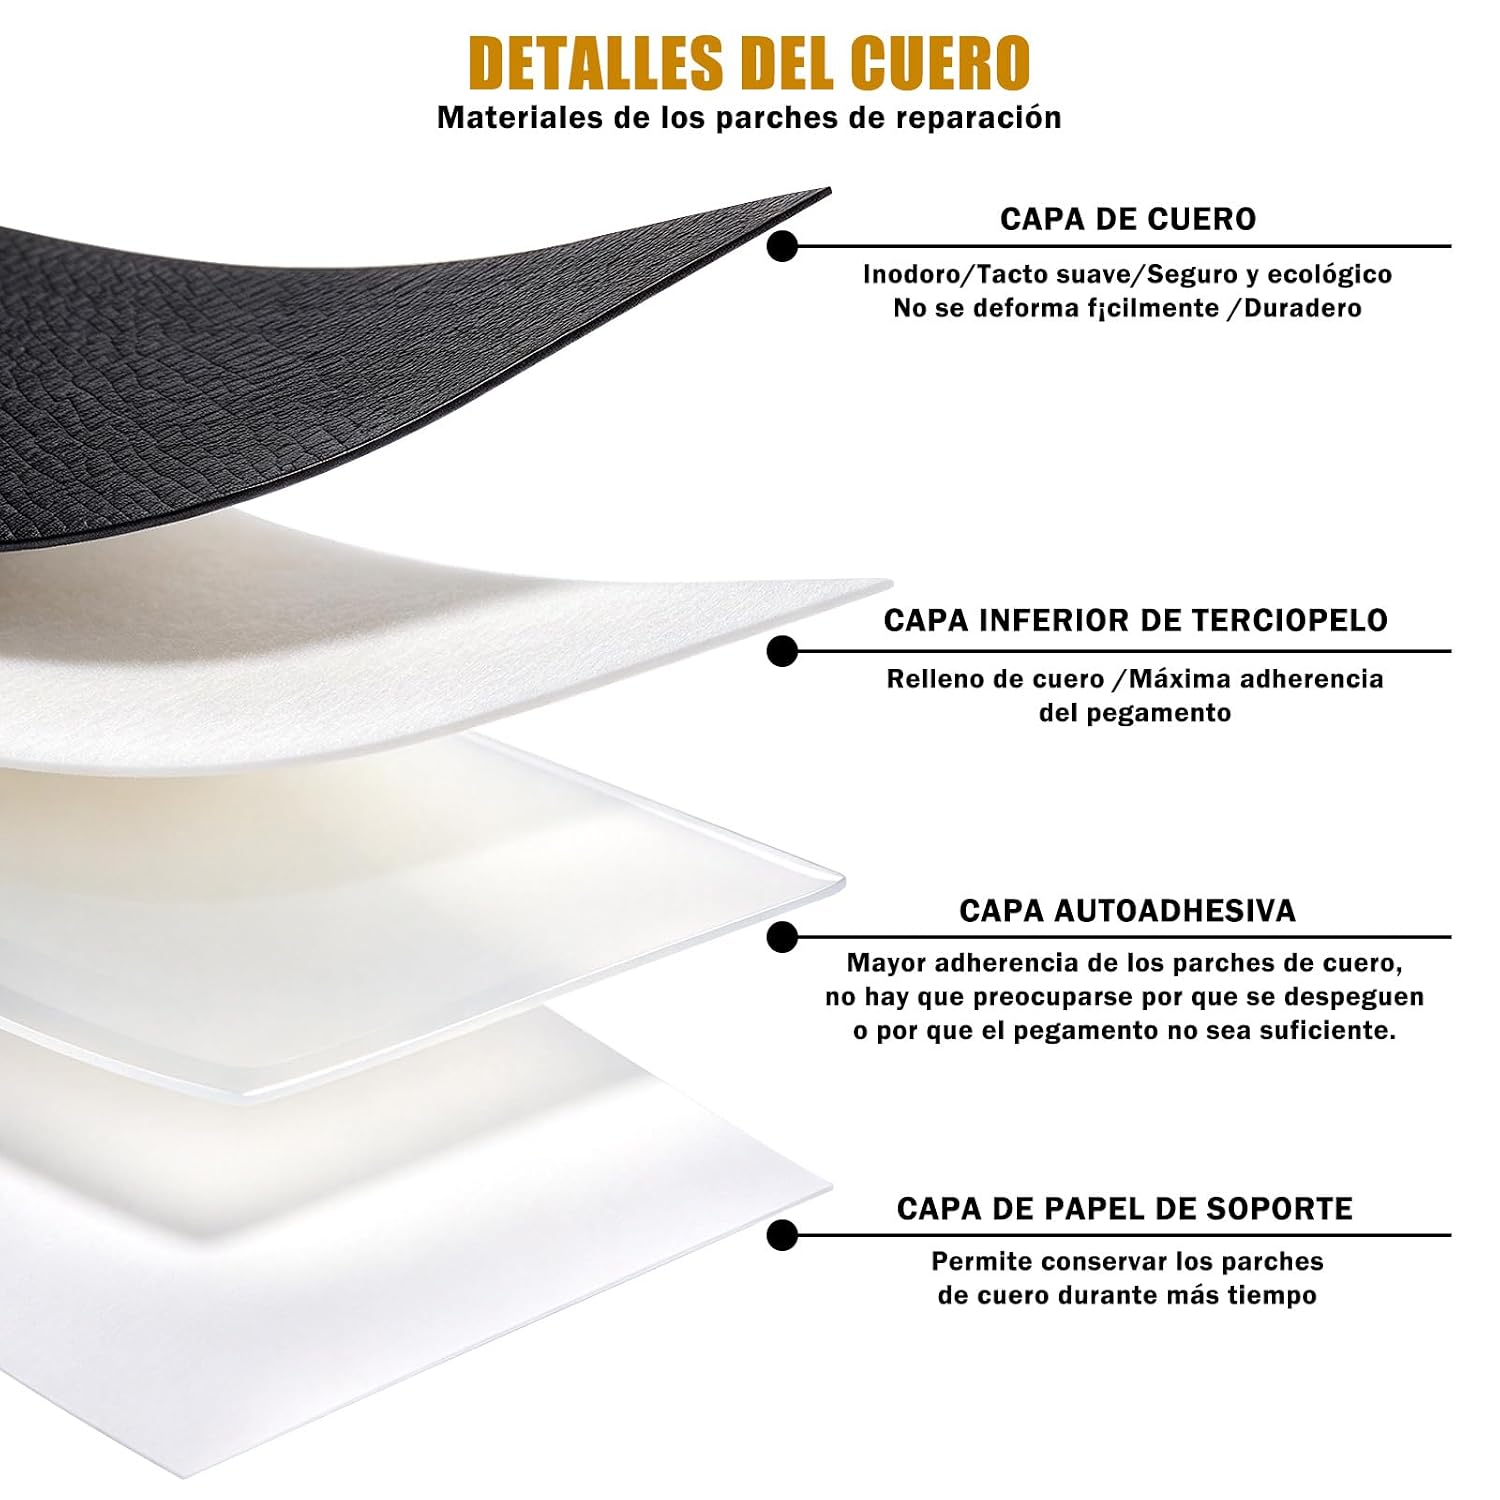 DETALLES DEL CUERO
Materiales de los parches de reparación
CAPA DE CUERO
Inodoro/Tacto suave/Seguro y ecológico
No se deforma f¡cilmente /Duradero
CAPA INFERIOR DE TERCIOPELO
Relleno de cuero /Máxima adherencia
del pegamento
CAPA AUTOADHESIVA
Mayor adherencia de los parches de cuero,
no hay que preocuparse por que se despeguen
o por que el pegamento no sea suficiente.
CAPA DE PAPEL DE SOPORTE
Permite conservar los parches
de cuero durante más tiempo